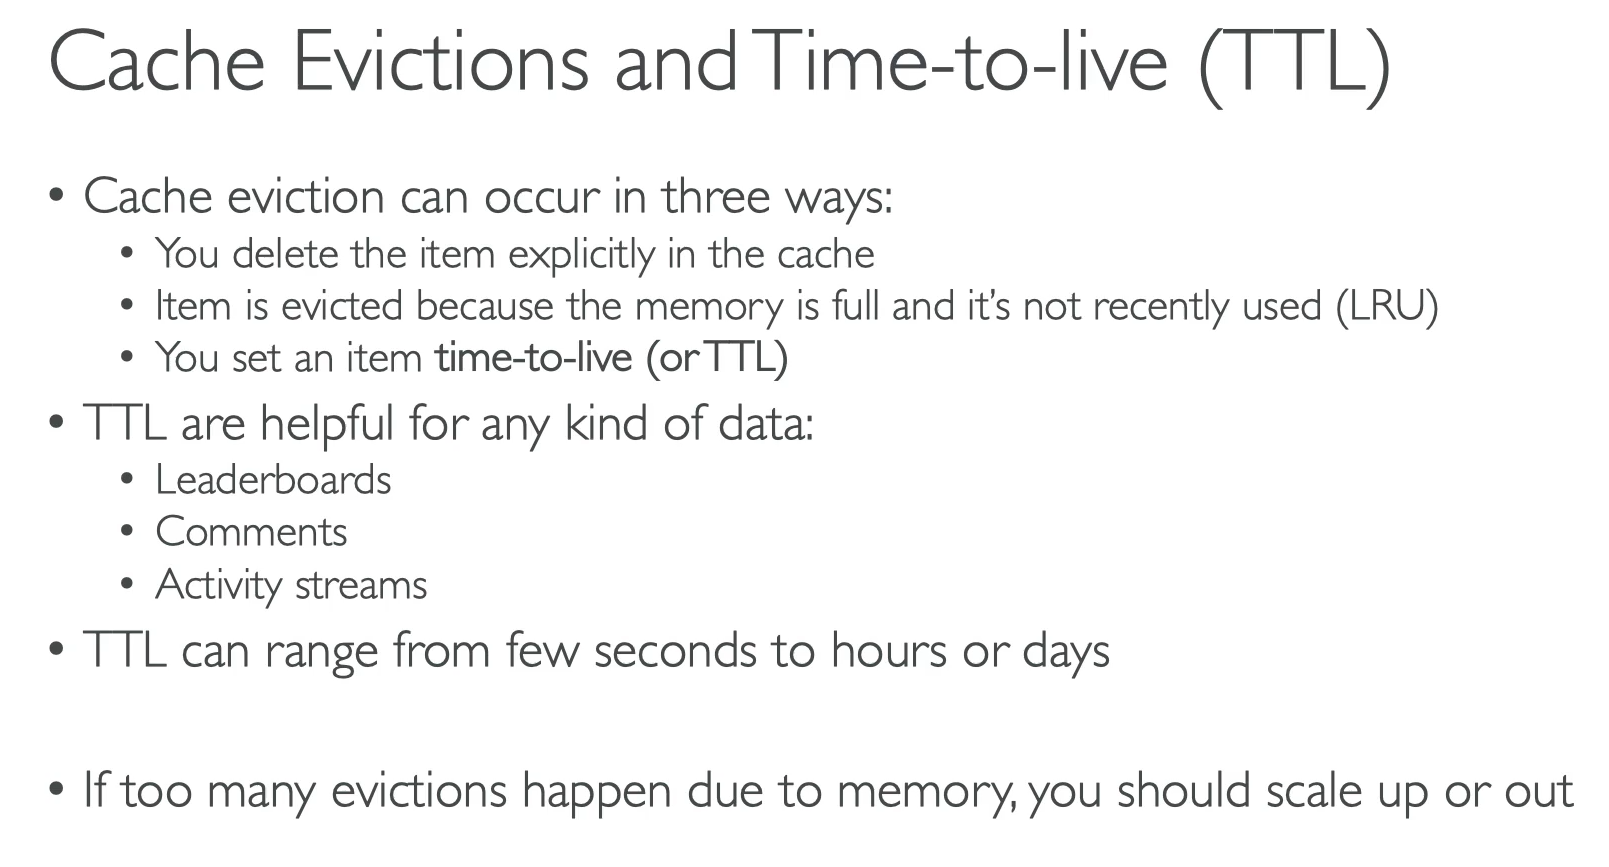 Cache Evictions and Time-to-live (TTL)
• Cache eviction can occur in three ways:
• You delete the item explicitly in the cache
• Item is evicted because the memory is full and it’s not recently used (LRU)
• You set an item time-to-live (or TTL)
• TTL are helpful for any kind of data:
• Leaderboards
• Comments
• Activity streams
• TTL can range from few seconds to hours or days
• If too many evictions happen due to memory, you should scale up or out